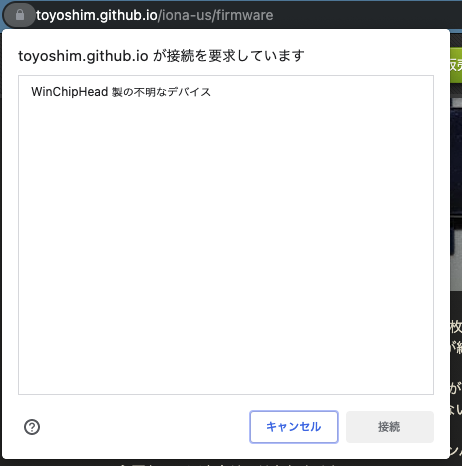 toyoshim.github.io/iona-us/firmware
toyoshim.github.io が接続を要求しています
WinChipHead 製の不明なデバイス
キャンセル
接続